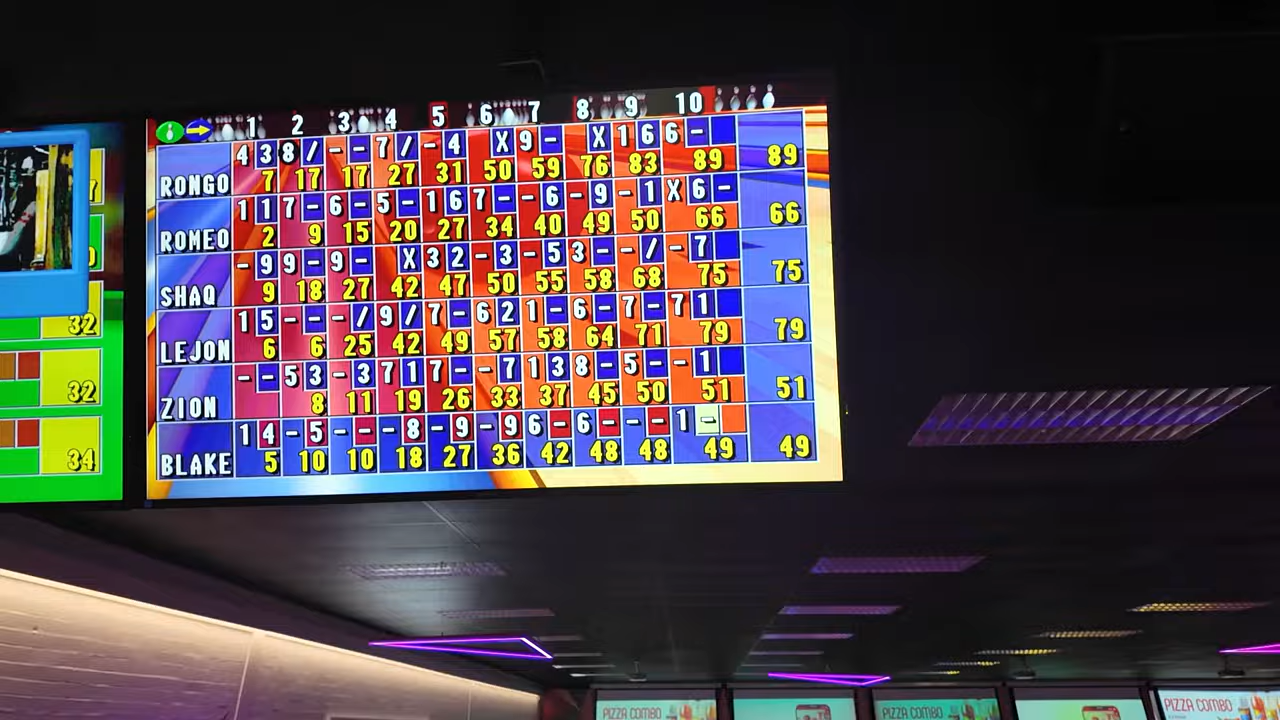 1 2 3 4 5 6 7 8 9 10
4 3 8 / - - 7 / - 4 X 9 - X 1 6 6 -
RONGO 7 17 17 27 31 50 59 76 83 89 89
1 1 7 - 6 - 5 - 1 6 7 - - 6 - 9 - 1 X 6 -
ROMEO 2 9 15 20 27 34 40 49 50 66 66
- 9 9 - 9 - X 3 2 - 3 - 5 3 - - / - 7
SHAQ 9 18 27 42 47 50 55 58 68 75 75
1 5 - - - / 9 / 7 - 6 2 1 - 6 - 7 - 7 1
LEJON 6 6 25 42 49 57 58 64 71 79 79
- - 5 3 - 3 7 1 7 - - 7 1 3 8 - 5 - - 1
ZION 8 11 19 26 33 37 45 50 51 51
1 4 - 5 - - - 8 - 9 - 9 6 - 6 - - - 1 -
BLAKE 5 10 10 18 27 36 42 48 48 49 49
32
32
34
PIZZA COMBO
PIZZA COMBO
PIZZA COMBO